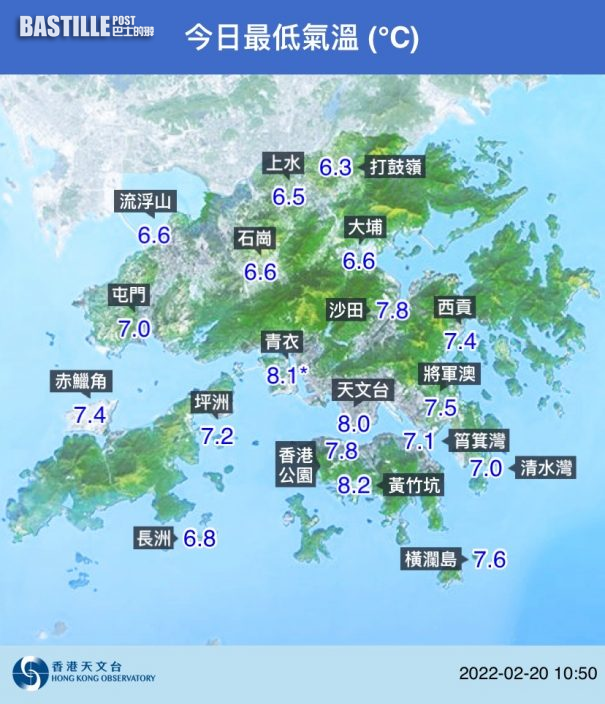 BASTILLE POST
巴士的報
今日最低氣溫 (°C)
上水
6.5
6.3
打鼓嶺
流浮山
6.6
石崗
6.6
大埔
6.6
屯門
7.0
沙田
7.8
西貢
7.4
青衣
8.1*
赤鱲角
7.4
坪洲
7.2
天文台
8.0
將軍澳
7.5
香港
公園
7.8
7.1
筲箕灣
7.0
清水灣
8.2
黃竹坑
長洲
6.8
橫瀾島
7.6
香港天文台
HONG KONG OBSERVATORY
2022-02-20 10:50